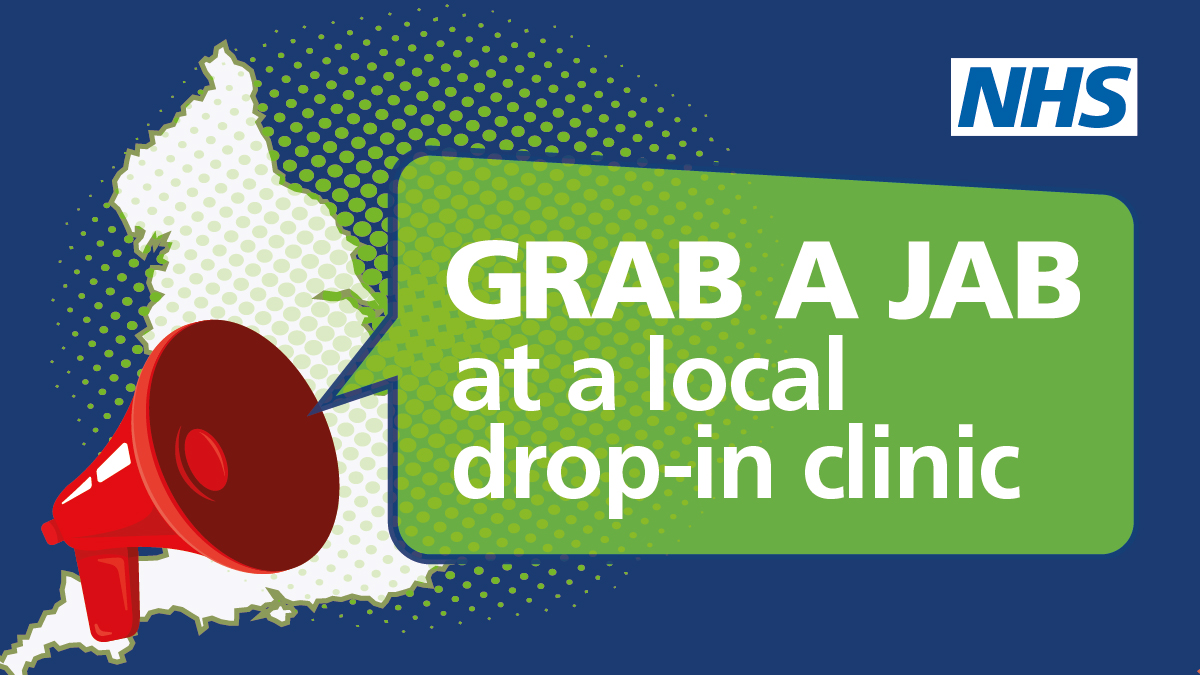 NHS
GRAB A JAB
at a local
drop-in clinic